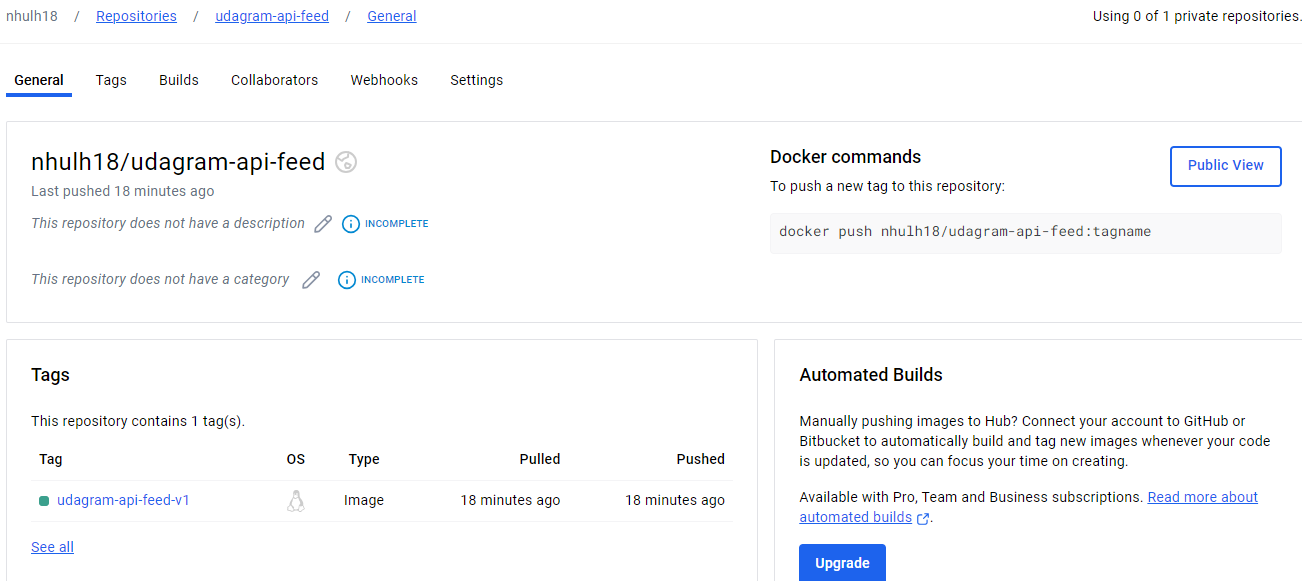 nhulh18 / Repositories / udagram-api-feed / General
Using 0 of 1 private repositories.
General Tags Builds Collaborators Webhooks Settings
nhulh18/udagram-api-feed
Last pushed 18 minutes ago
This repository does not have a description INCOMPLETE
This repository does not have a category INCOMPLETE
Docker commands
Public View
To push a new tag to this repository:
docker push nhulh18/udagram-api-feed:tagname
Tags
This repository contains 1 tag(s).
Tag OS Type Pulled Pushed
udagram-api-feed-v1 Image 18 minutes ago 18 minutes ago
See all
Automated Builds
Manually pushing images to Hub? Connect your account to GitHub or
Bitbucket to automatically build and tag new images whenever your code
is updated, so you can focus your time on creating.
Available with Pro, Team and Business subscriptions. Read more about
automated builds.
Upgrade